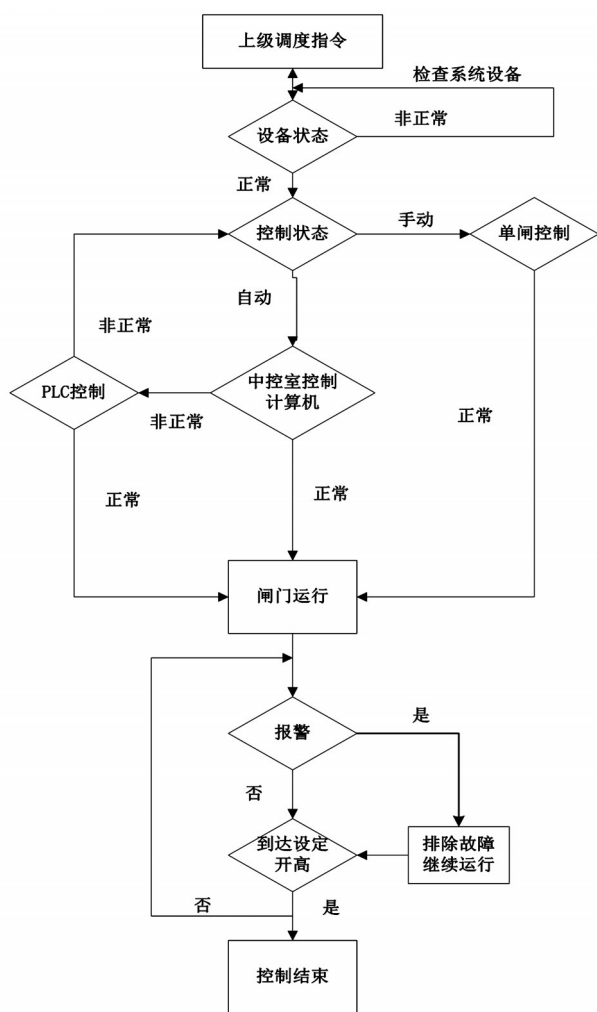 上级调度指令
检查系统设备
设备状态
非正常
正常
控制状态
手动
单闸控制
自动
非正常
PLC控制
中控室控制
计算机
非正常
正常
正常
正常
闸门运行
报警
是
否
到达设定
开高
排除故障
继续运行
否
是
控制结束